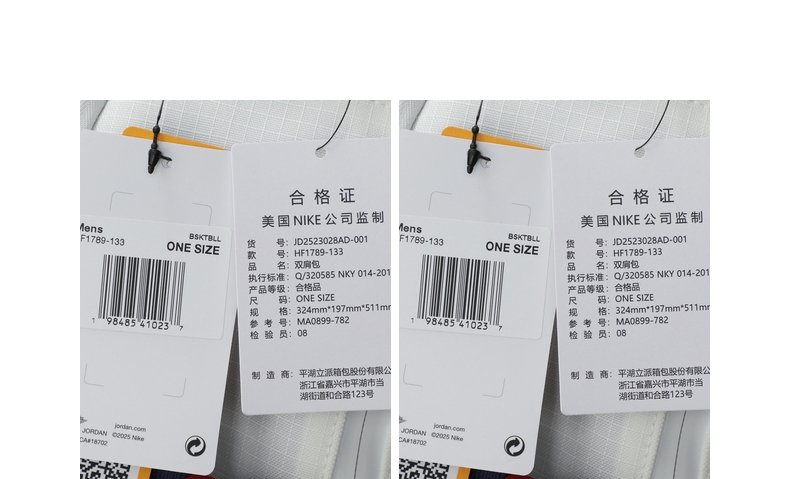 Mens
F1789-133
BSKTBLL
ONE SIZE
1 98485 41023 7
jordan.com
JORDAN ©2025 Nike
CA#18702
合格证
美国NIKE公司监制
货号: JD2523028AD-001
款号: HF1789-133
品名: 双肩包
执行标准: Q/320585 NKY 014-201
产品等级: 合格品
尺码: ONE SIZE
规格: 324mm*197mm*511mm
参考号: MA0899-782
检验员: 08
制造商: 平湖立派箱包股份有限公
浙江省嘉兴市平湖市当
湖街道和合路123号
Mens
F1789-133
BSKTBLL
ONE SIZE
1 98485 41023 7
jordan.com
JORDAN ©2025 Nike
CA#18702
合格证
美国NIKE公司监制
货号: JD2523028AD-001
款号: HF1789-133
品名: 双肩包
执行标准: Q/320585 NKY 014-201
产品等级: 合格品
尺码: ONE SIZE
规格: 324mm*197mm*511mm
参考号: MA0899-782
检验员: 08
制造商: 平湖立派箱包股份有限公
浙江省嘉兴市平湖市当
湖街道和合路123号